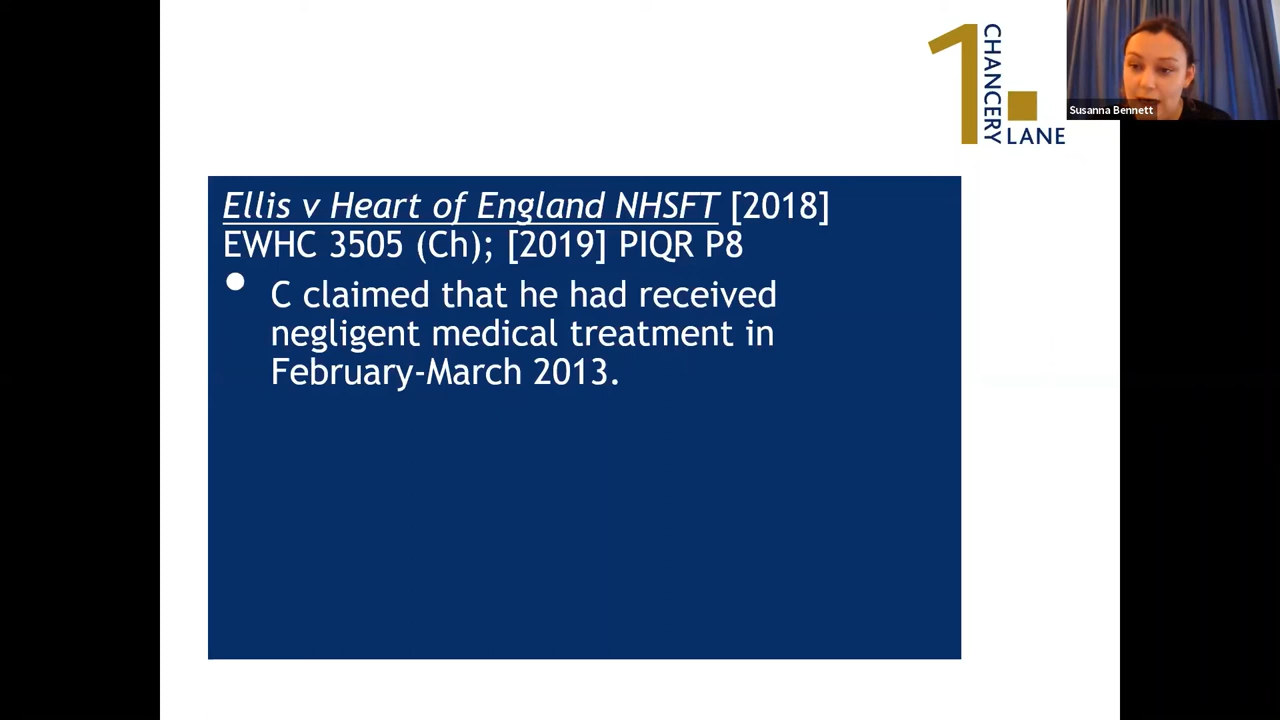 1 CHANCERY LANE
Susanna Bennett
Ellis v Heart of England NHSFT [2018]
EWHC 3505 (Ch); [2019] PIQR P8
• C claimed that he had received
negligent medical treatment in
February-March 2013.